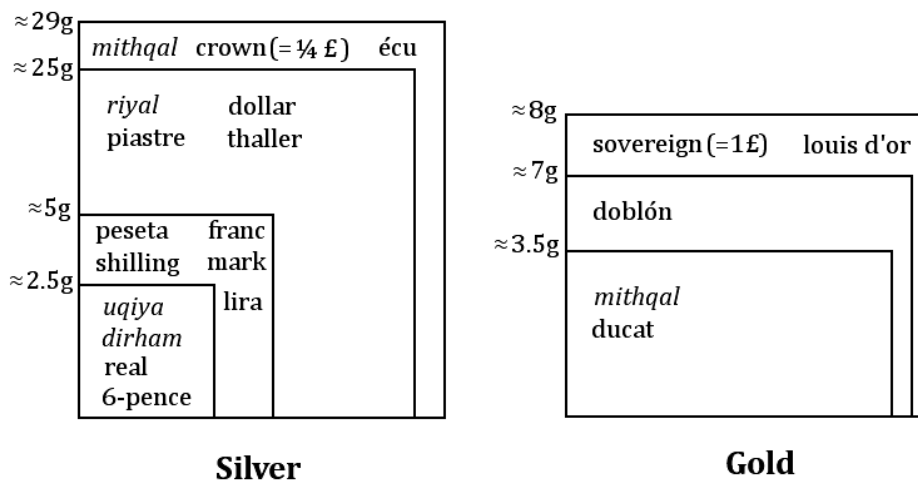 ≈29g
mithqal crown (= ¼ £) écu
≈25g
riyal dollar
piastre thaller
≈5g
peseta franc
shilling mark
≈2.5g
lira
uqiya
dirham
real
6-pence
Silver
≈8g
sovereign (=1£) louis d'or
≈7g
doblón
≈3.5g
mithqal
ducat
Gold